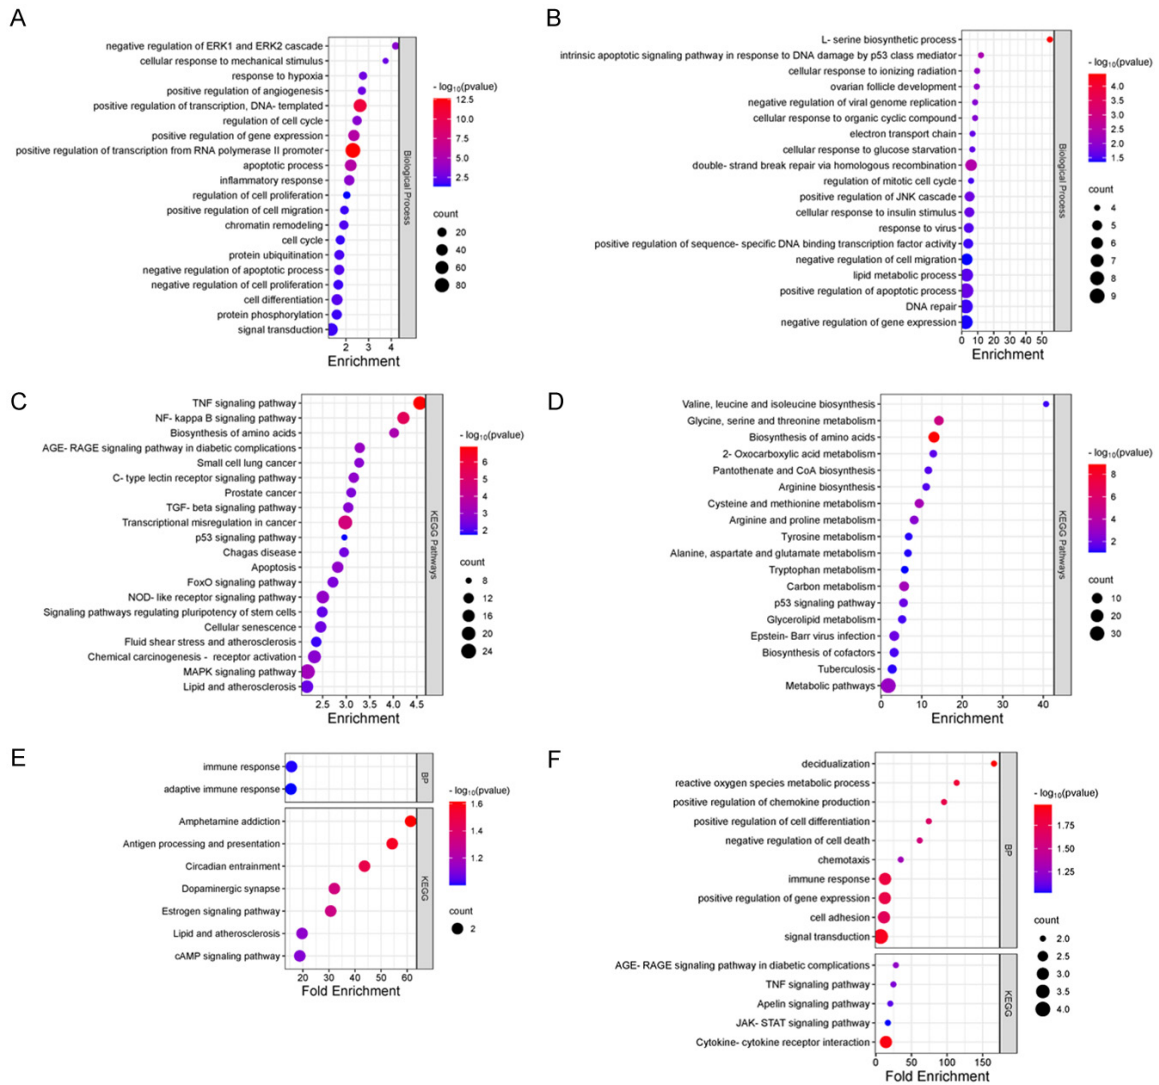 A
negative regulation of ERK1 and ERK2 cascade
cellular response to mechanical stimulus
response to hypoxia
positive regulation of angiogenesis
positive regulation of transcription, DNA- templated
regulation of cell cycle
positive regulation of gene expression
positive regulation of transcription from RNA polymerase II promoter
apoptotic process
inflammatory response
regulation of cell proliferation
positive regulation of cell migration
chromatin remodeling
cell cycle
protein ubiquitination
negative regulation of apoptotic process
negative regulation of cell proliferation
cell differentiation
protein phosphorylation
signal transduction
2 3 4
Enrichment
Biological Process
- log10(pvalue)
12.5
10.0
7.5
5.0
2.5
count
20
40
60
80
B
L- serine biosynthetic process
intrinsic apoptotic signaling pathway in response to DNA damage by p53 class mediator
cellular response to ionizing radiation
ovarian follicle development
negative regulation of viral genome replication
cellular response to organic cyclic compound
electron transport chain
cellular response to glucose starvation
double- strand break repair via homologous recombination
regulation of mitotic cell cycle
positive regulation of JNK cascade
cellular response to insulin stimulus
response to virus
positive regulation of sequence- specific DNA binding transcription factor activity
negative regulation of cell migration
lipid metabolic process
positive regulation of apoptotic process
DNA repair
negative regulation of gene expression
0 10 20 30 40 50
Enrichment
Biological Process
- log10(pvalue)
4.0
3.5
3.0
2.5
2.0
1.5
count
4
5
6
7
8
9
C
TNF signaling pathway
NF- kappa B signaling pathway
Biosynthesis of amino acids
AGE- RAGE signaling pathway in diabetic complications
Small cell lung cancer
C- type lectin receptor signaling pathway
Prostate cancer
TGF- beta signaling pathway
Transcriptional misregulation in cancer
p53 signaling pathway
Chagas disease
Apoptosis
FoxO signaling pathway
NOD- like receptor signaling pathway
Signaling pathways regulating pluripotency of stem cells
Cellular senescence
Fluid shear stress and atherosclerosis
Chemical carcinogenesis - receptor activation
MAPK signaling pathway
Lipid and atherosclerosis
2.5 3.0 3.5 4.0 4.5
Enrichment
KEGG Pathways
- log10(pvalue)
6
5
4
3
2
count
8
12
16
20
24
D
Valine, leucine and isoleucine biosynthesis
Glycine, serine and threonine metabolism
Biosynthesis of amino acids
2- Oxocarboxylic acid metabolism
Pantothenate and CoA biosynthesis
Arginine biosynthesis
Cysteine and methionine metabolism
Arginine and proline metabolism
Tyrosine metabolism
Alanine, aspartate and glutamate metabolism
Tryptophan metabolism
Carbon metabolism
p53 signaling pathway
Glycerolipid metabolism
Epstein- Barr virus infection
Biosynthesis of cofactors
Tuberculosis
Metabolic pathways
0 10 20 30 40
Enrichment
KEGG Pathways
- log10(pvalue)
8
6
4
2
count
10
20
30
E
immune response
adaptive immune response
BP
Amphetamine addiction
Antigen processing and presentation
Circadian entrainment
Dopaminergic synapse
Estrogen signaling pathway
Lipid and atherosclerosis
cAMP signaling pathway
KEGG
20 30 40 50 60
Fold Enrichment
- log10(pvalue)
1.6
1.4
1.2
count
2
F
decidualization
reactive oxygen species metabolic process
positive regulation of chemokine production
positive regulation of cell differentiation
negative regulation of cell death
chemotaxis
immune response
positive regulation of gene expression
cell adhesion
signal transduction
BP
AGE- RAGE signaling pathway in diabetic complications
TNF signaling pathway
Apelin signaling pathway
JAK- STAT signaling pathway
Cytokine- cytokine receptor interaction
KEGG
0 50 100 150
Fold Enrichment
- log10(pvalue)
1.75
1.50
1.25
count
2.0
2.5
3.0
3.5
4.0